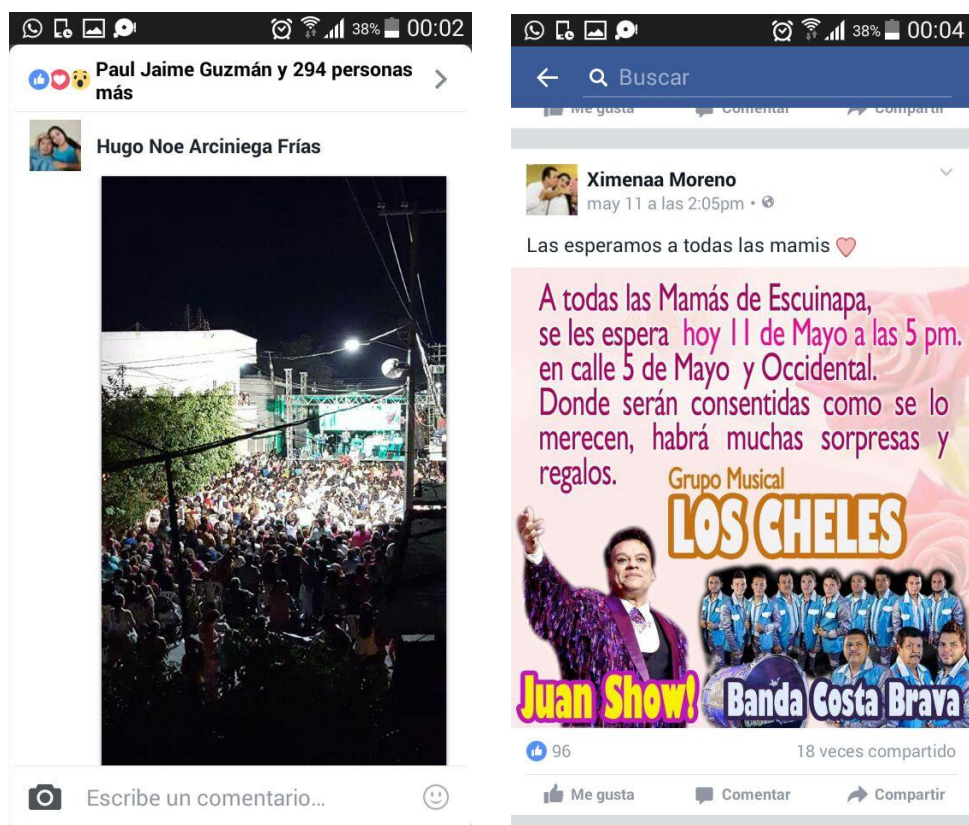 38% 00:02
Paul Jaime Guzmán y 294 personas
más
Hugo Noe Arciniega Frías
Escribe un comentario...
38% 00:04
Buscar
Me gusta Comentar Compartir
Ximenaa Moreno
may 11 a las 2:05pm •
Las esperamos a todas las mamis
A todas las Mamás de Escuinapa,
se les espera hoy 11 de Mayo a las 5 pm.
en calle 5 de Mayo y Occidental.
Donde serán consentidas como se lo
merecen, habrá muchas sorpresas y
regalos.
Grupo Musical
LOS CHELES
Juan Show!
Banda Costa Brava
96 18 veces compartido
Me gusta Comentar Compartir